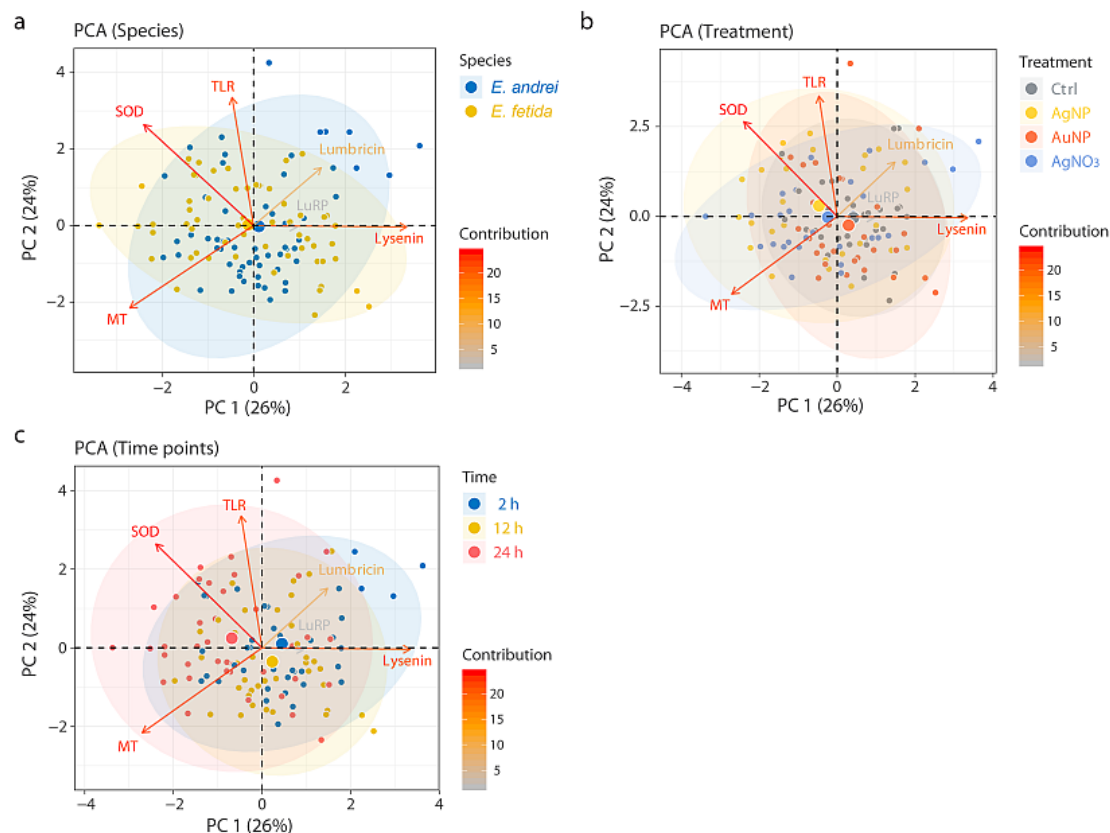 a
PCA (Species)
4
2
0
−2
−2
0
2
PC 2 (24%)
PC 1 (26%)
TLR
SOD
Lumbricin
LuRP
Lysenin
MT
Species
E. andrei
E. fetida
Contribution
20
15
10
5
b
PCA (Treatment)
2.5
0.0
−2.5
−4
−2
0
2
4
PC 2 (24%)
PC 1 (26%)
TLR
SOD
Lumbricin
LuRP
Lysenin
MT
Treatment
Ctrl
AgNP
AuNP
AgNO₃
Contribution
20
15
10
5
c
PCA (Time points)
4
2
0
−2
−4
−2
0
2
4
PC 2 (24%)
PC 1 (26%)
TLR
SOD
Lumbricin
LuRP
Lysenin
MT
Time
2 h
12 h
24 h
Contribution
20
15
10
5